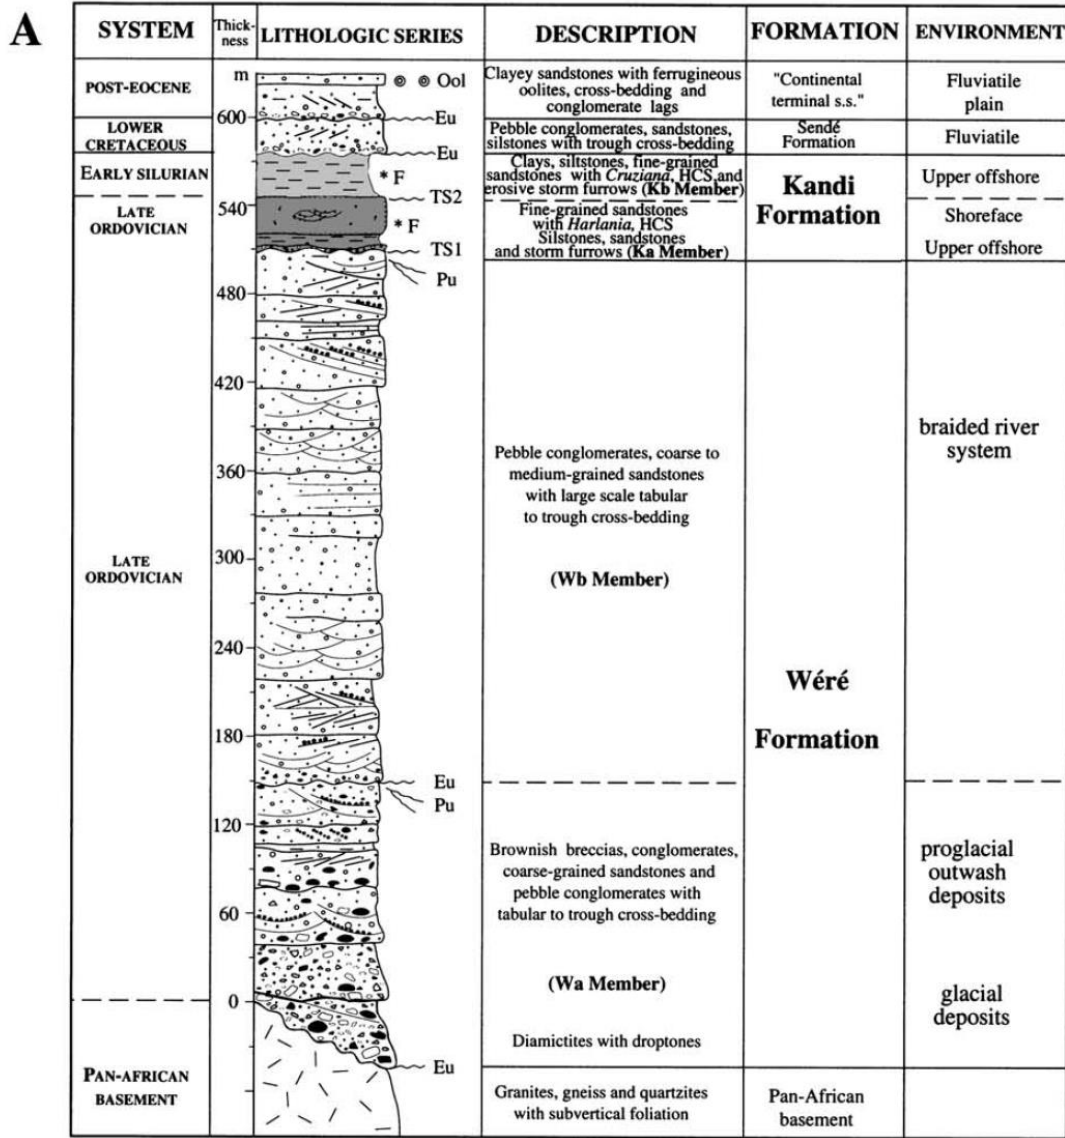 A
SYSTEM
Thick-
ness
LITHOLOGIC SERIES
DESCRIPTION
FORMATION
ENVIRONMENT
POST-EOCENE
m
Ool
Clayey sandstones with ferrugineous
oolites, cross-bedding and
conglomerate lags
"Continental
terminal s.s."
Fluviatile
plain
600
Eu
LOWER
CRETACEOUS
Pebble conglomerates, sandstones,
silstones with trough cross-bedding
Sendé
Formation
Fluviatile
Eu
EARLY SILURIAN
* F
Clays, siltstones, fine-grained
sandstones with Cruziana, HCS and
erosive storm furrows (Kb Member)
Kandi
Formation
Upper offshore
TS2
LATE
ORDOVICIAN
540
* F
Fine-grained sandstones
with Harlania, HCS
Silstones, sandstones
and storm furrows (Ka Member)
Shoreface
Upper offshore
TS1
Pu
480
420
360
300
240
180
LATE
ORDOVICIAN
Pebble conglomerates, coarse to
medium-grained sandstones
with large scale tabular
to trough cross-bedding
(Wb Member)
Wéré
Formation
braided river
system
Eu
Pu
120
60
0
Brownish breccias, conglomerates,
coarse-grained sandstones and
pebble conglomerates with
tabular to trough cross-bedding
(Wa Member)
Diamictites with droptones
proglacial
outwash
deposits
glacial
deposits
Eu
PAN-AFRICAN
BASEMENT
Granites, gneiss and quartzites
with subvertical foliation
Pan-African
basement